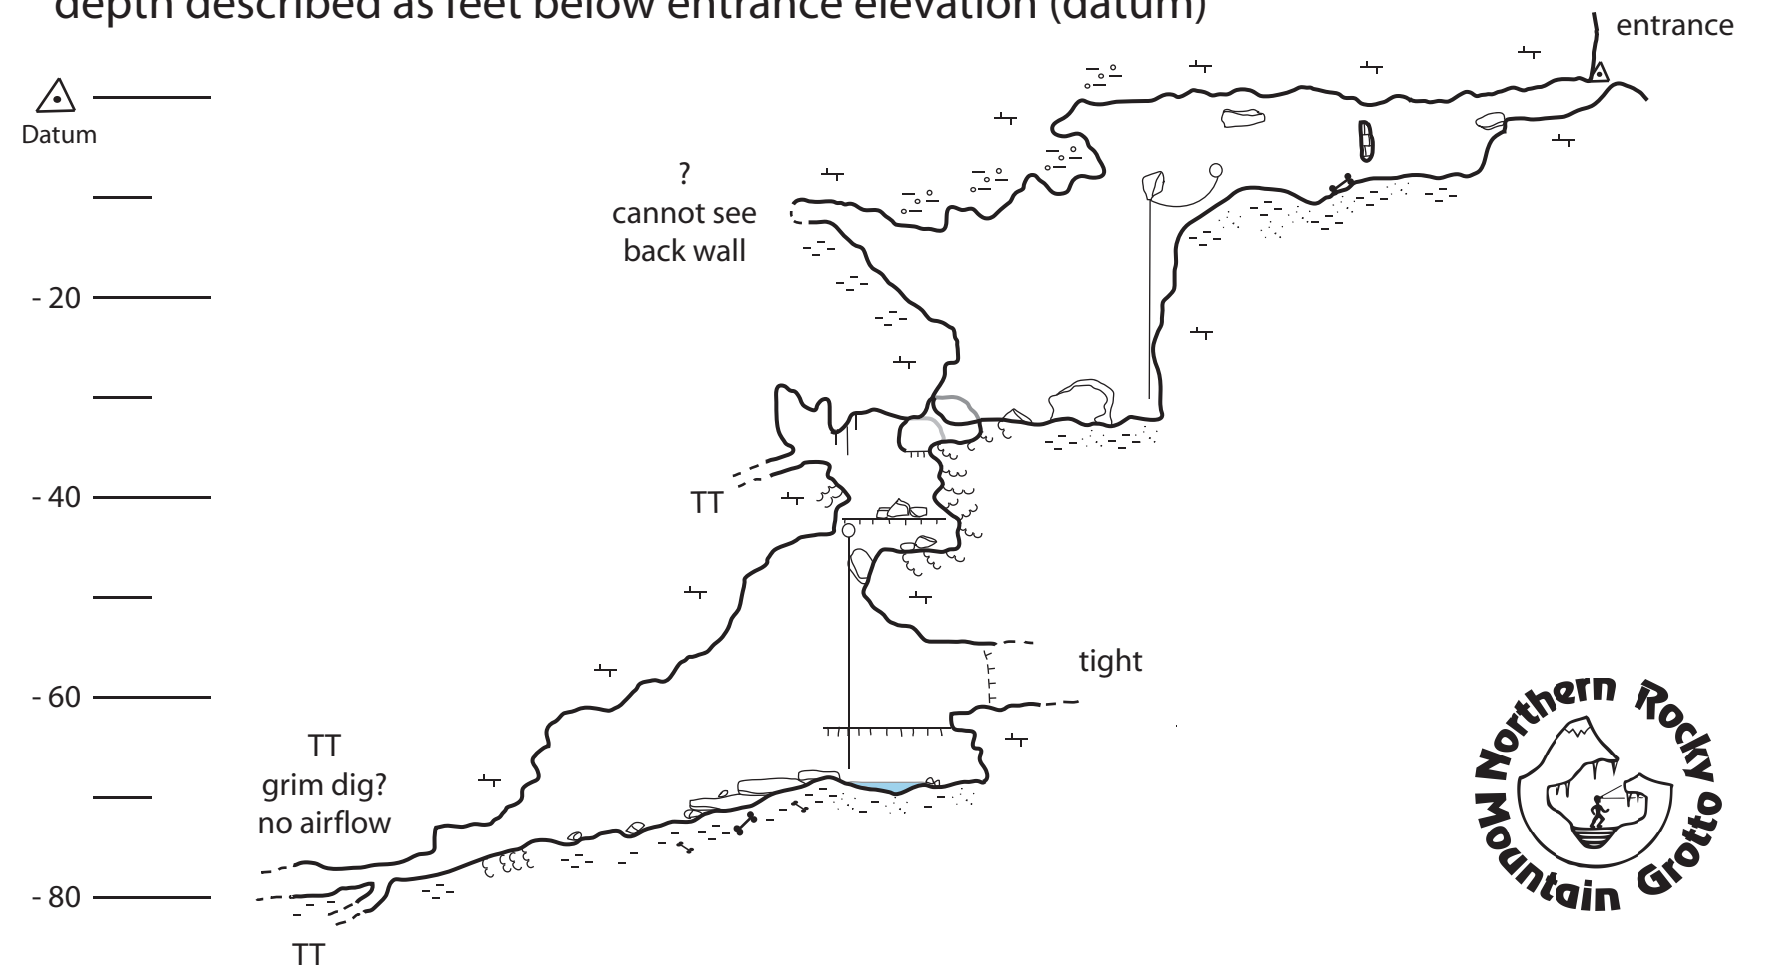 depth described as feet below entrance elevation (datum)
entrance
Datum
?
cannot see
back wall
- 20
- 40
TT
tight
- 60
TT
grim dig?
no airflow
- 80
TT
Northern Rocky
Mountain Grotto